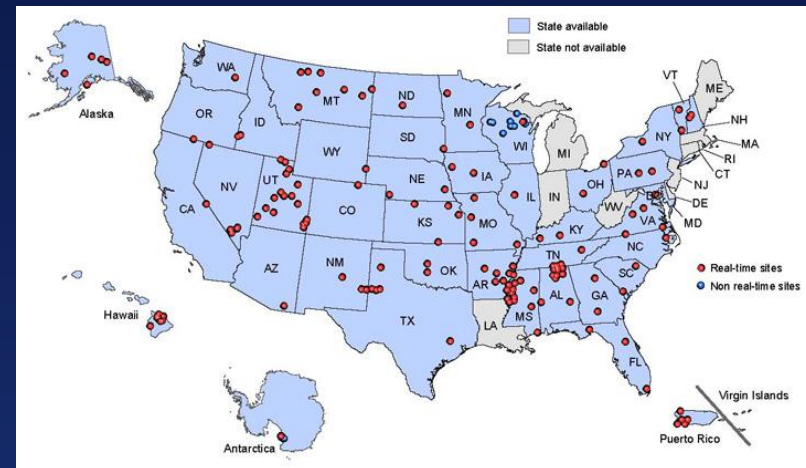 State available
State not available
Alaska
WA
OR
ID
MT
ND
MN
WI
MI
VT
ME
NH
MA
RI
CT
NJ
DE
MD
NY
PA
SD
WY
NV
UT
CA
CO
NE
IA
IL
IN
OH
WV
VA
KS
MO
KY
NC
TN
SC
AZ
NM
OK
AR
TX
LA
MS
AL
GA
FL
Real-time sites
Non real-time sites
Hawaii
Antarctica
Virgin Islands
Puerto Rico